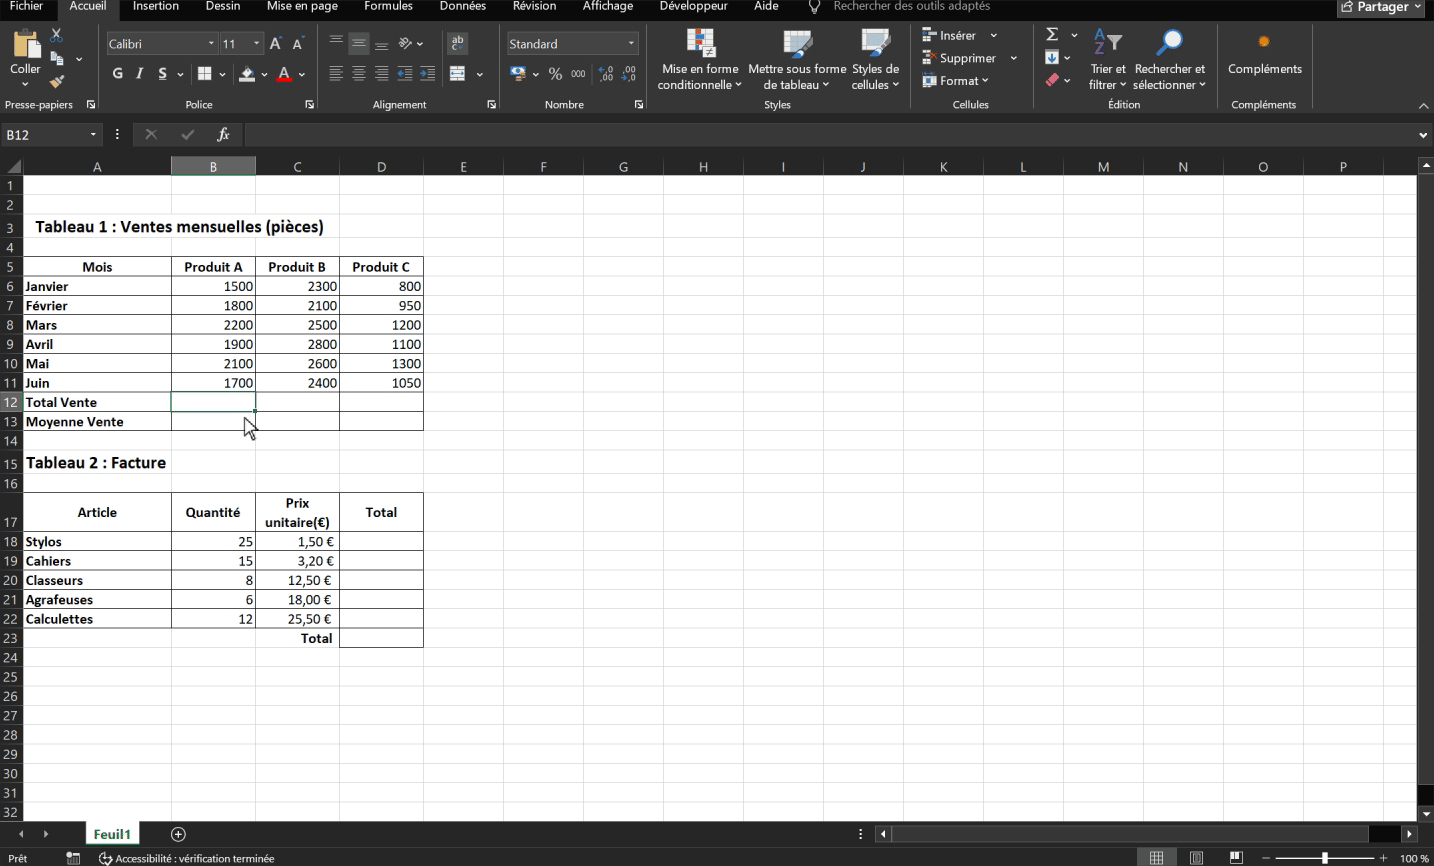 Fichier Accueil Insertion Dessin Mise en page Formules Données Révision Affichage Développeur Aide Rechercher des outils adaptés Partager
Coller
Presse-papiers
Calibri 11
G I S
Police
ab
Alignement
Standard
% 000
Nombre
Mise en forme conditionnelle
Mettre sous forme de tableau
Styles de cellules
Styles
Insérer
Supprimer
Format
Cellules
Trier et filtrer
Rechercher et sélectionner
Édition
Compléments
Compléments
B12 fx
A B C D E F G H I J K L M N O P
1
2
3 Tableau 1 : Ventes mensuelles (pièces)
4
5 Mois Produit A Produit B Produit C
6 Janvier 1500 2300 800
7 Février 1800 2100 950
8 Mars 2200 2500 1200
9 Avril 1900 2800 1100
10 Mai 2100 2600 1300
11 Juin 1700 2400 1050
12 Total Vente
13 Moyenne Vente
14
15 Tableau 2 : Facture
16
17 Article Quantité Prix unitaire(€) Total
18 Stylos 25 1,50 €
19 Cahiers 15 3,20 €
20 Classeurs 8 12,50 €
21 Agrafeuses 6 18,00 €
22 Calculettes 12 25,50 €
23 Total
24
25
26
27
28
29
30
31
32
Feuil1
Prêt Accessibilité : vérification terminée 100 %